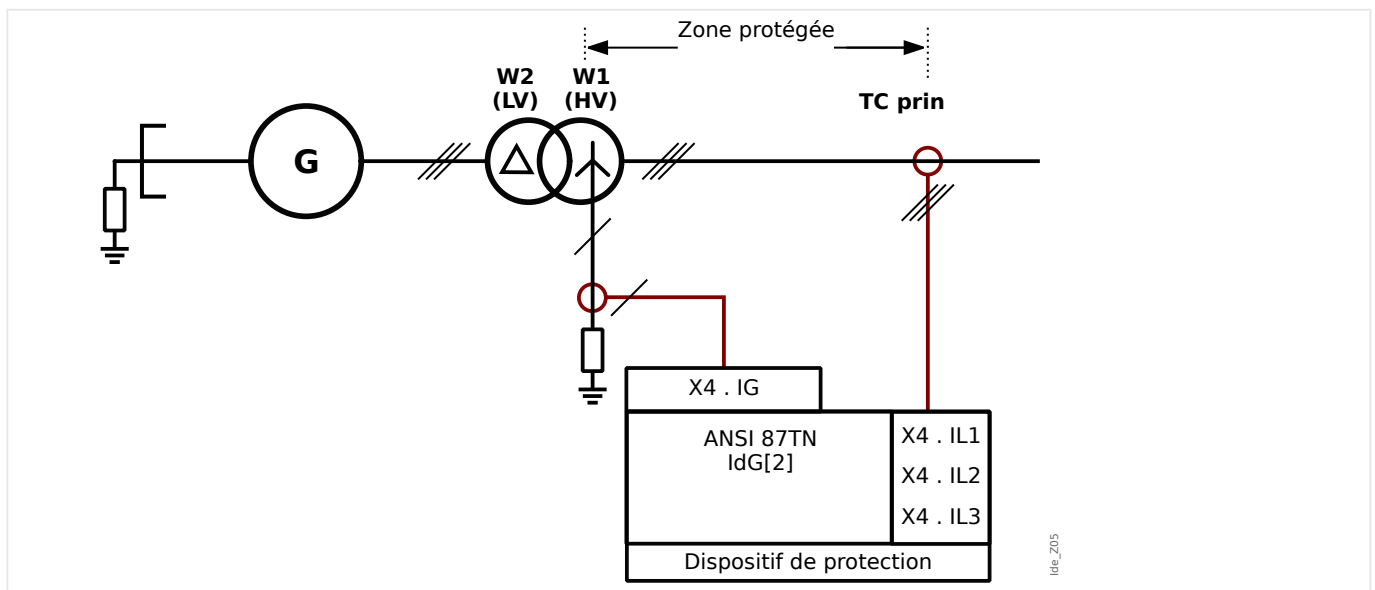 Zone protégée
W2
(LV)
W1
(HV)
TC prin
G
X4 . IG
ANSI 87TN
IdG[2]
X4 . IL1
X4 . IL2
X4 . IL3
Dispositif de protection
Ide_Z05